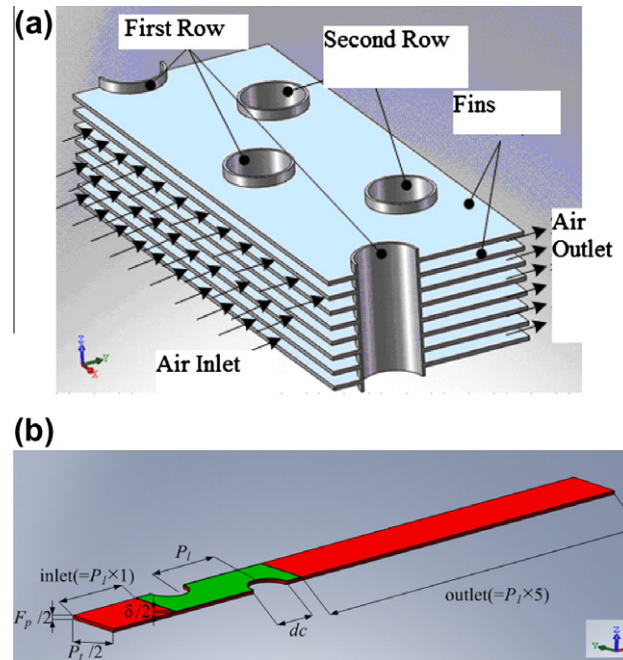 (a)
First Row
Second Row
Fins
Air
Outlet
Air Inlet
Z
Y
X
(b)
P_l
inlet(=P_l×1)
δ/2
F_p/2
P_t/2
dc
outlet(=P_l×5)
Z
Y